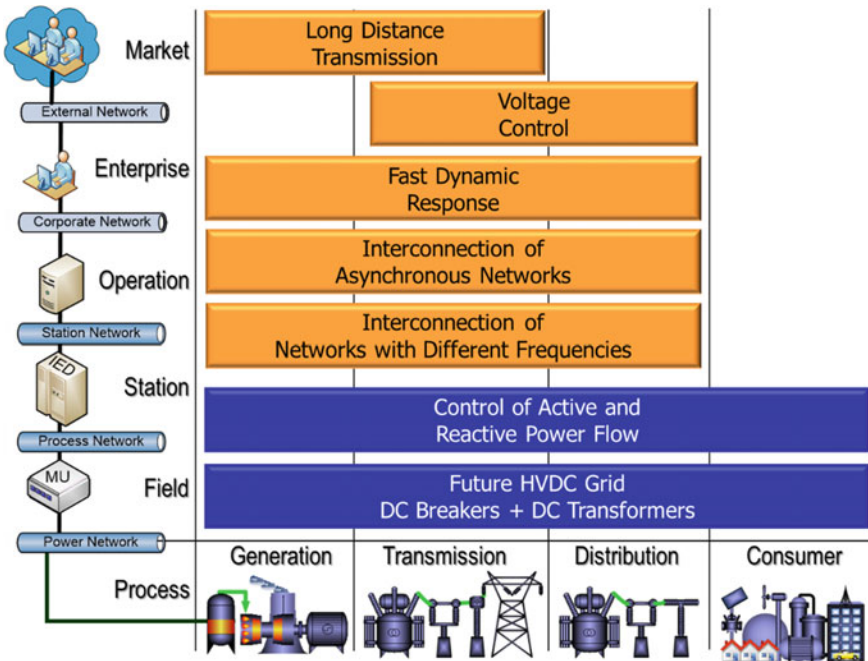 Market
Long Distance
Transmission
External Network
Voltage
Control
Enterprise
Fast Dynamic
Response
Corporate Network
Operation
Interconnection of
Asynchronous Networks
Station Network
Interconnection of
Networks with Different Frequencies
IED
Station
Control of Active and
Reactive Power Flow
Process Network
MU
Field
Future HVDC Grid
DC Breakers + DC Transformers
Power Network
Generation
Transmission
Distribution
Consumer
Process